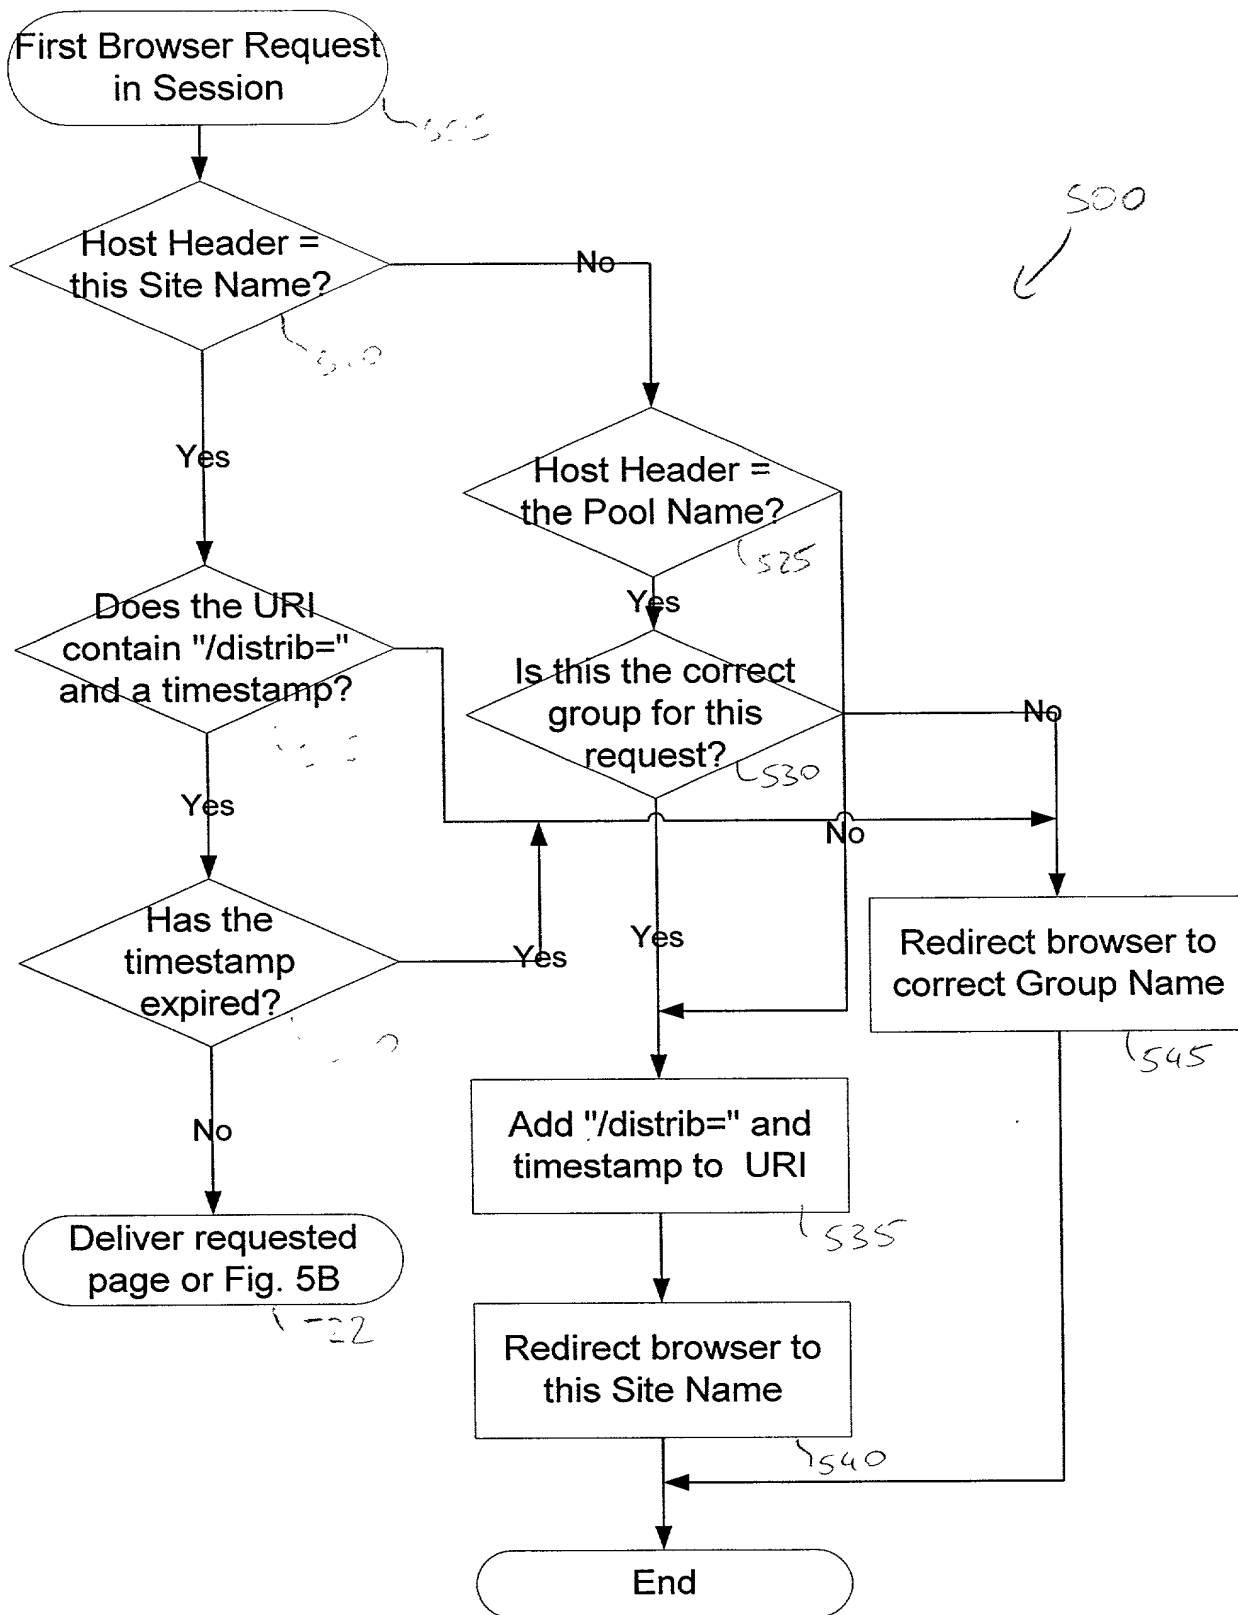 First Browser Request
in Session
500
Host Header =
this Site Name?
No
Yes
Host Header =
the Pool Name?
525
Yes
Does the URI
contain "/distrib="
and a timestamp?
Is this the correct
group for this
request?
530
No
Yes
No
Has the
timestamp
expired?
Yes
Yes
Redirect browser to
correct Group Name
545
No
Add "/distrib=" and
timestamp to URI
535
Deliver requested
page or Fig. 5B
Redirect browser to
this Site Name
540
End